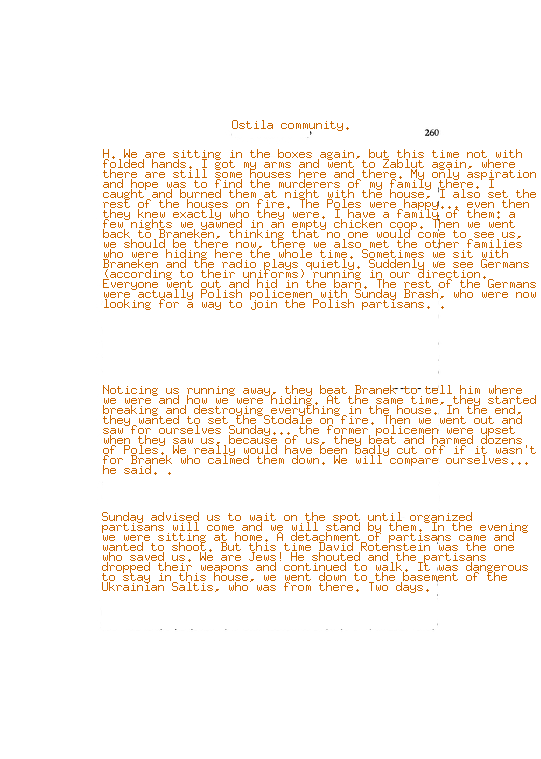 Ostila community.
260
H. We are sitting in the boxes again, but this time not with
folded hands. I got my arms and went to Zablut again, where
there are still some houses here and there. My only aspiration
and hope was to find the murderers of my family there. I
caught and burned them at night with the house, I also set the
rest of the houses on fire. The Poles were happy... even then
they knew exactly who they were. I have a family of them: a
few nights we yawned in an empty chicken coop. Then we went
back to Braneken, thinking that no one would come to see us,
we should be there now, there we also met the other families
who were hiding here the whole time. Sometimes we sit with
Braneken and the radio plays quietly. Suddenly we see Germans
(according to their uniforms) running in our direction.
Everyone went out and hid in the barn. The rest of the Germans
were actually Polish policemen with Sunday Brash, who were now
looking for a way to join the Polish partisans. .
Noticing us running away, they beat Branek to tell him where
we were and how we were hiding. At the same time, they started
breaking and destroying everything in the house. In the end,
they wanted to set the Stodale on fire. Then we went out and
saw for ourselves Sunday... the former policemen were upset
when they saw us, because of us, they beat and harmed dozens
of Poles. We really would have been badly cut off if it wasn't
for Branek who calmed them down. We will compare ourselves...
he said. .
Sunday advised us to wait on the spot until organized
partisans will come and we will stand by them. In the evening
we were sitting at home. A detachment of partisans came and
wanted to shoot. But this time David Rotenstein was the one
who saved us. We are Jews! He shouted and the partisans
dropped their weapons and continued to walk. It was dangerous
to stay in this house, we went down to the basement of the
Ukrainian Saltis, who was from there. Two days.